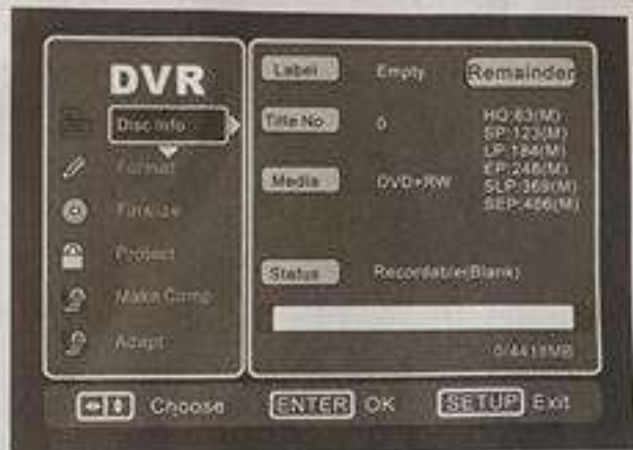 DVR
Disc Info
Format
Finalize
Protect
Make Comp
Adapt
Label Empty Remainder
Title No. 0
HQ:63(M)
SP:123(M)
LP:184(M)
EP:246(M)
SLP:369(M)
SEP:486(M)
Media DVD+RW
Status Recordable(Blank)
0/4418MB
Choose ENTER OK SETUP Exit